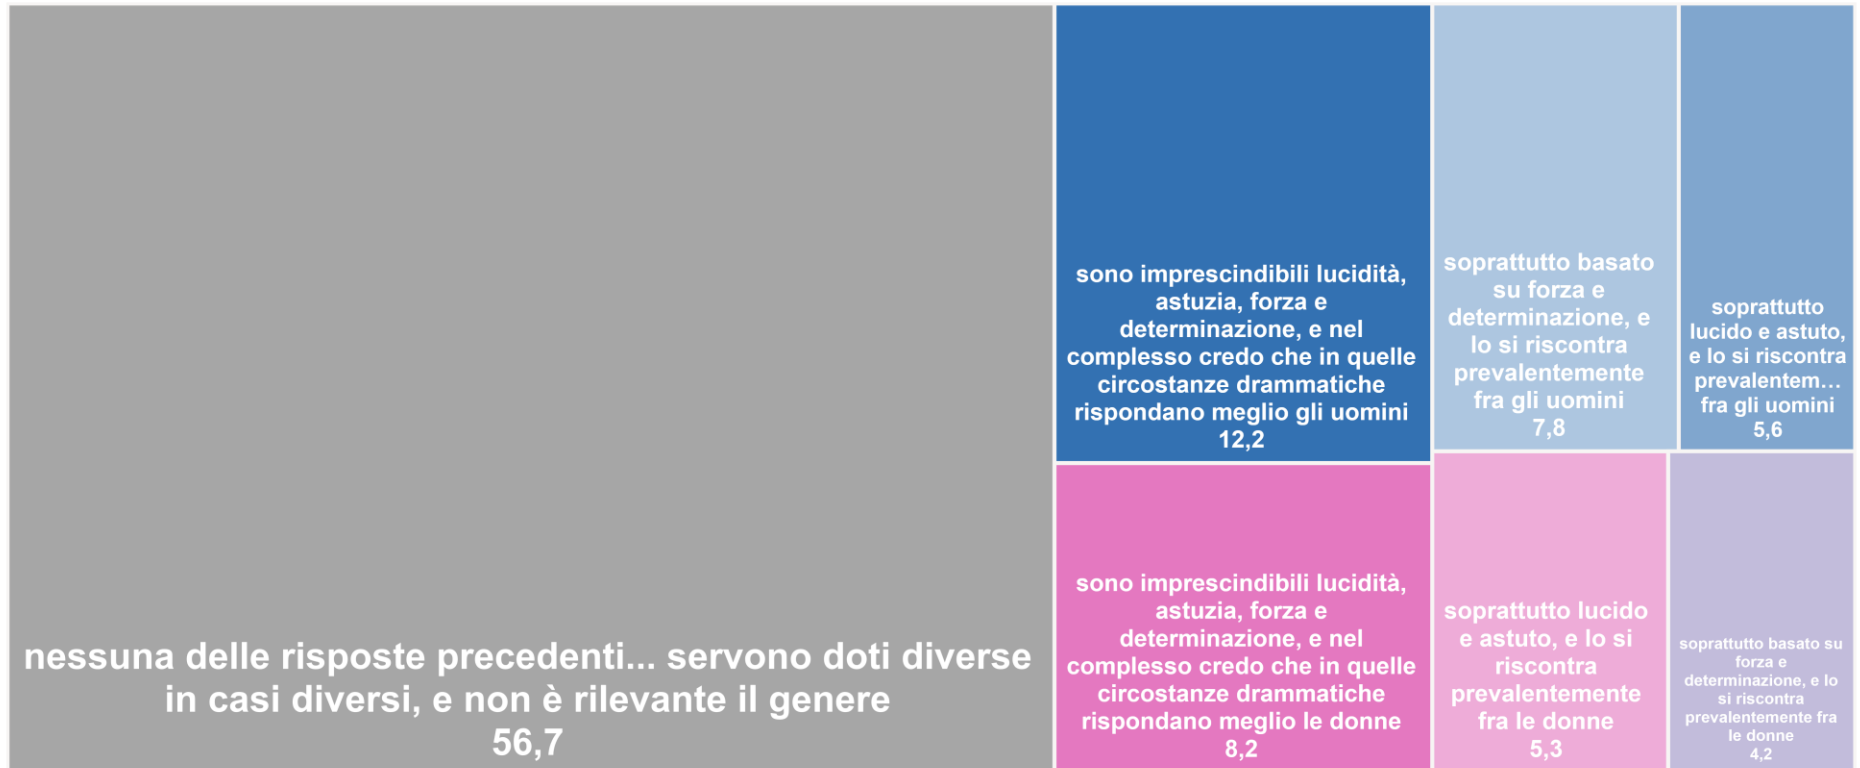 nessuna delle risposte precedenti... servono doti diverse
in casi diversi, e non è rilevante il genere
56,7
sono imprescindibili lucidità,
astuzia, forza e
determinazione, e nel
complesso credo che in quelle
circostanze drammatiche
rispondano meglio gli uomini
12,2
sono imprescindibili lucidità,
astuzia, forza e
determinazione, e nel
complesso credo che in quelle
circostanze drammatiche
rispondano meglio le donne
8,2
soprattutto basato
su forza e
determinazione, e
lo si riscontra
prevalentemente
fra gli uomini
7,8
soprattutto
lucido e astuto,
e lo si riscontra
prevalentem...
fra gli uomini
5,6
soprattutto lucido
e astuto, e lo si
riscontra
prevalentemente
fra le donne
5,3
soprattutto basato su
forza e
determinazione, e lo
si riscontra
prevalentemente fra
le donne
4,2